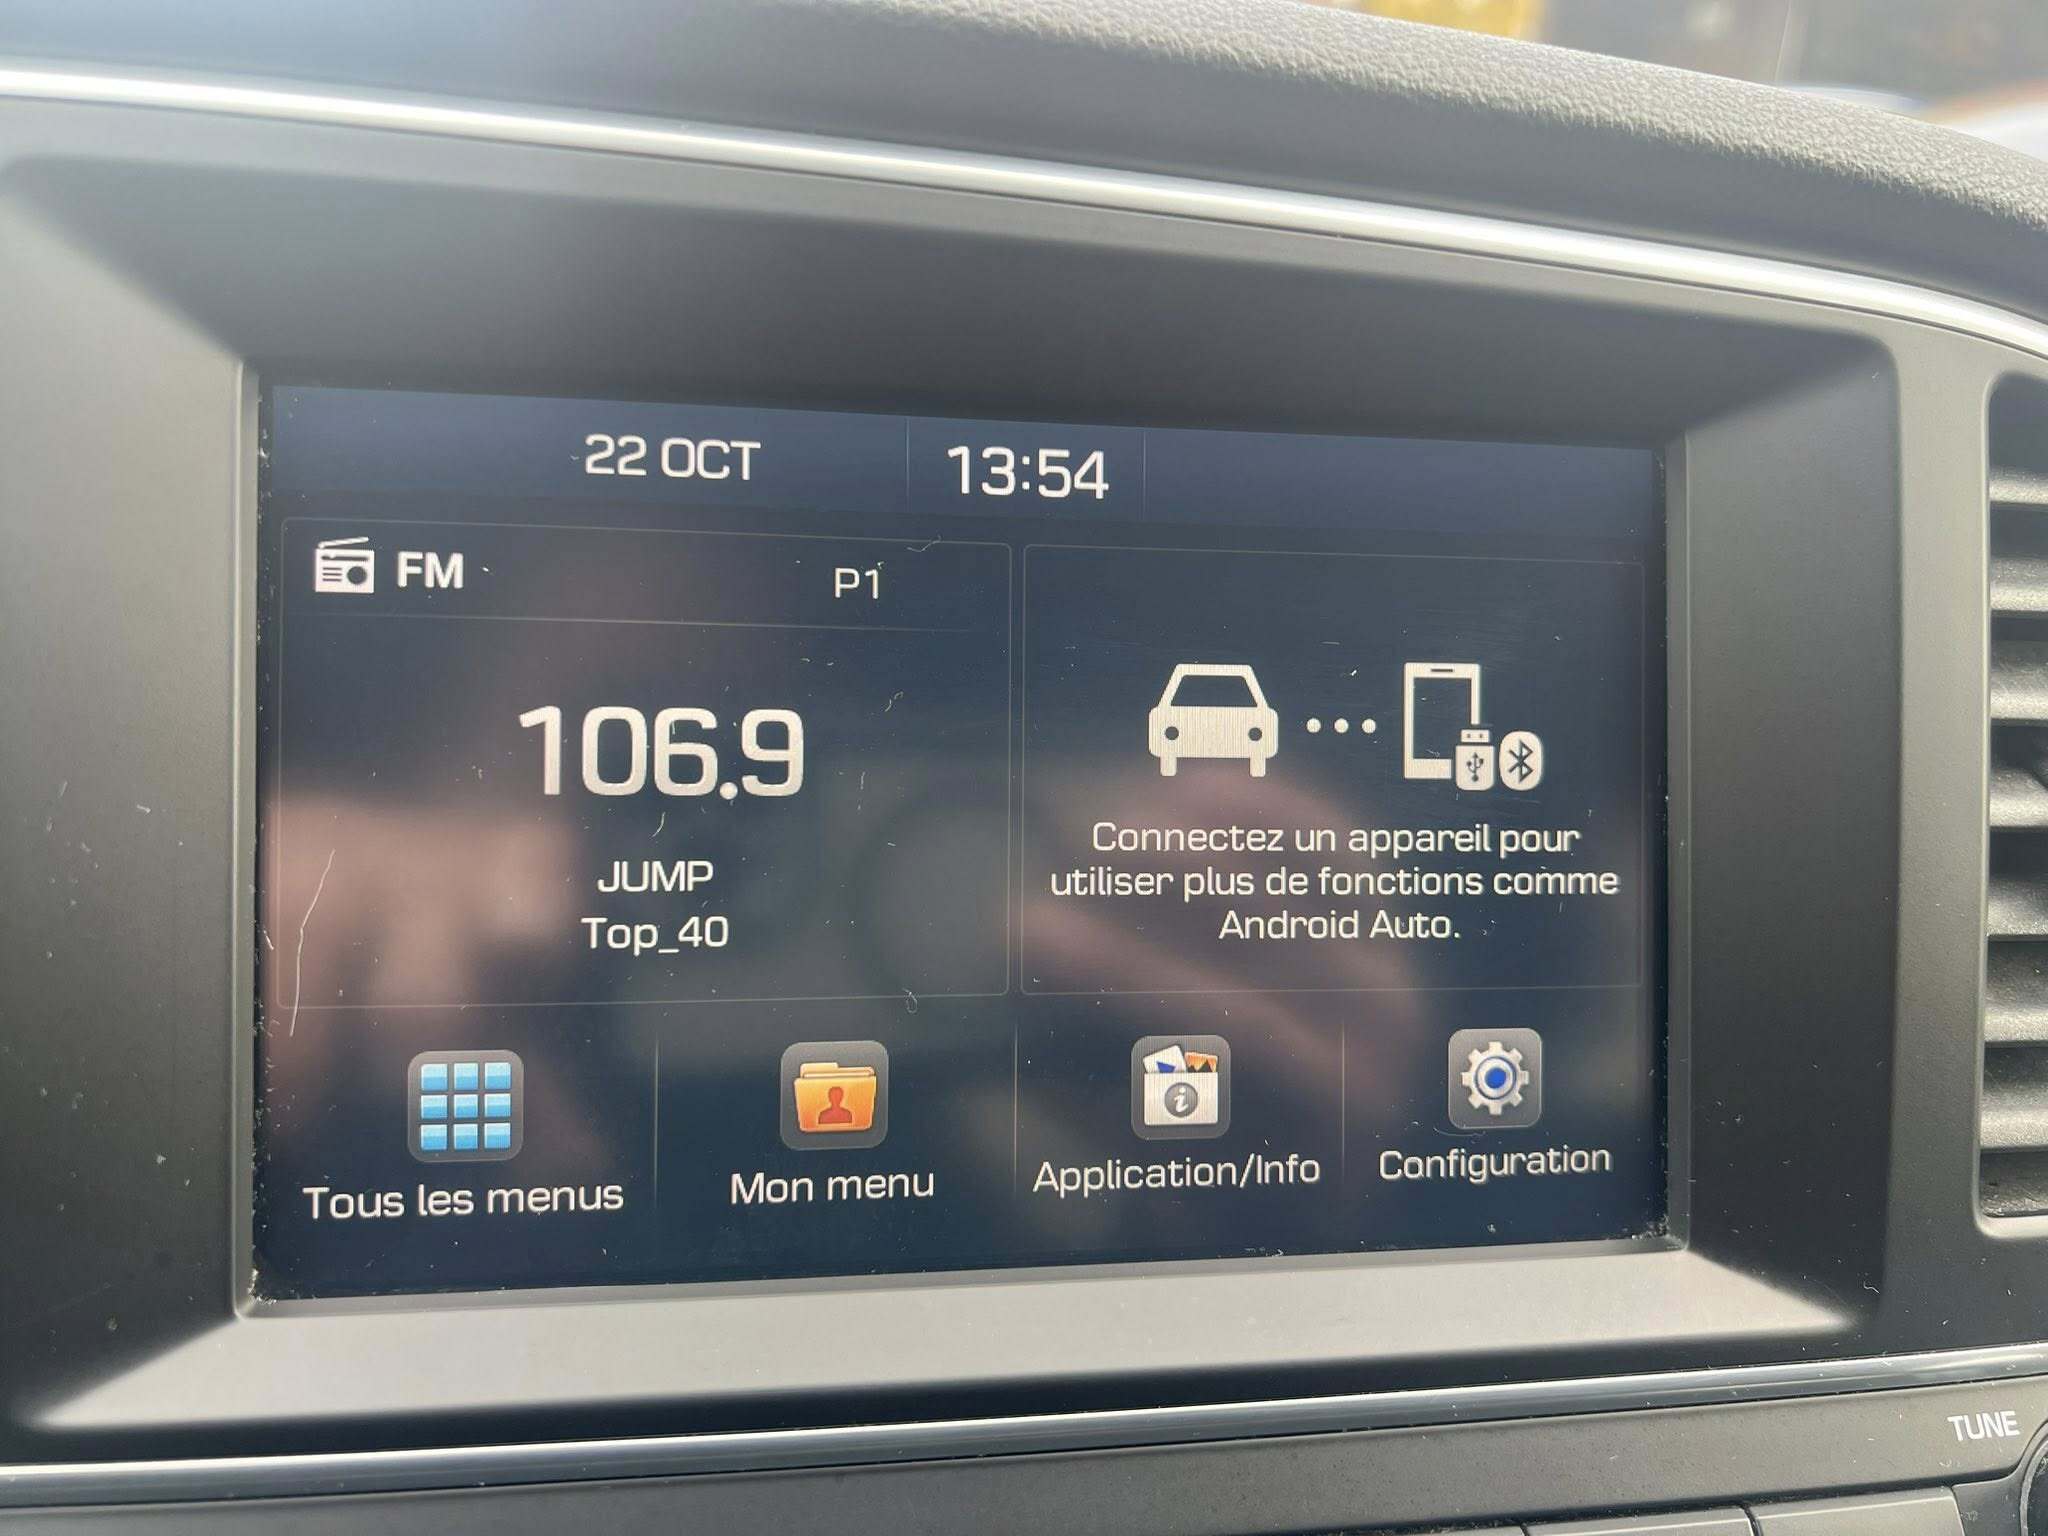 22 OCT
13:54
FM
P1
106.9
JUMP
Top_40
Connectez un appareil pour
utiliser plus de fonctions comme
Android Auto.
Tous les menus
Mon menu
Application/Info
Configuration
TUNE